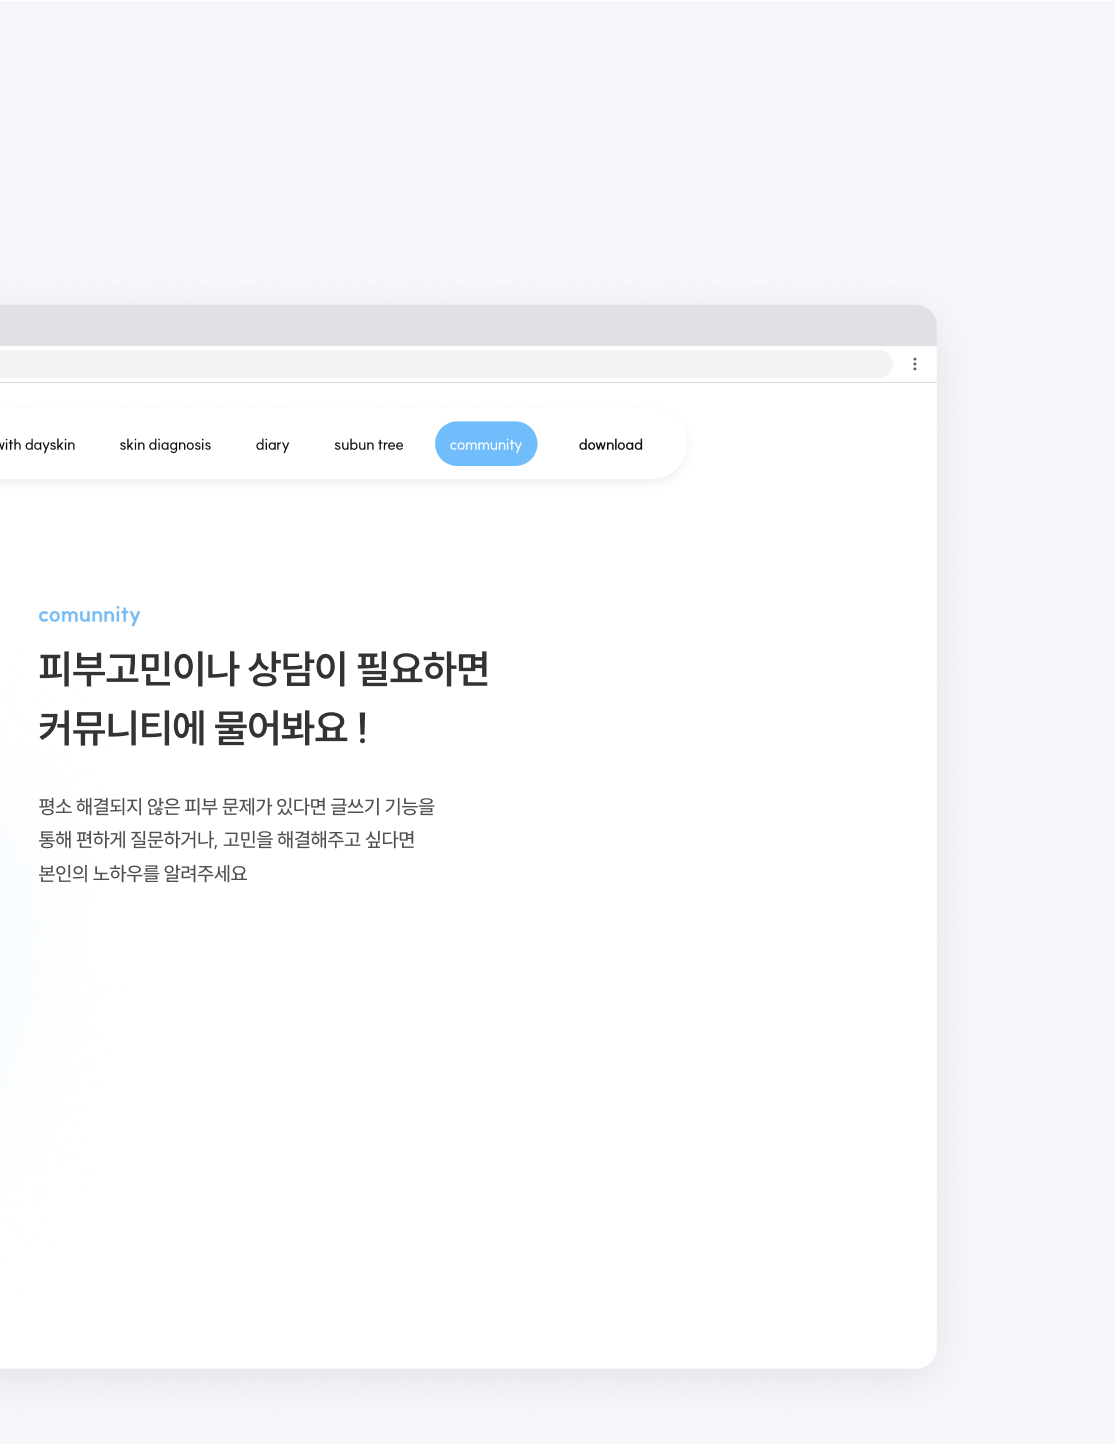 with dayskin skin diagnosis diary subun tree community download
comunnity
피부고민이나 상담이 필요하면
커뮤니티에 물어봐요 !
평소 해결되지 않은 피부 문제가 있다면 글쓰기 기능을
통해 편하게 질문하거나, 고민을 해결해주고 싶다면
본인의 노하우를 알려주세요